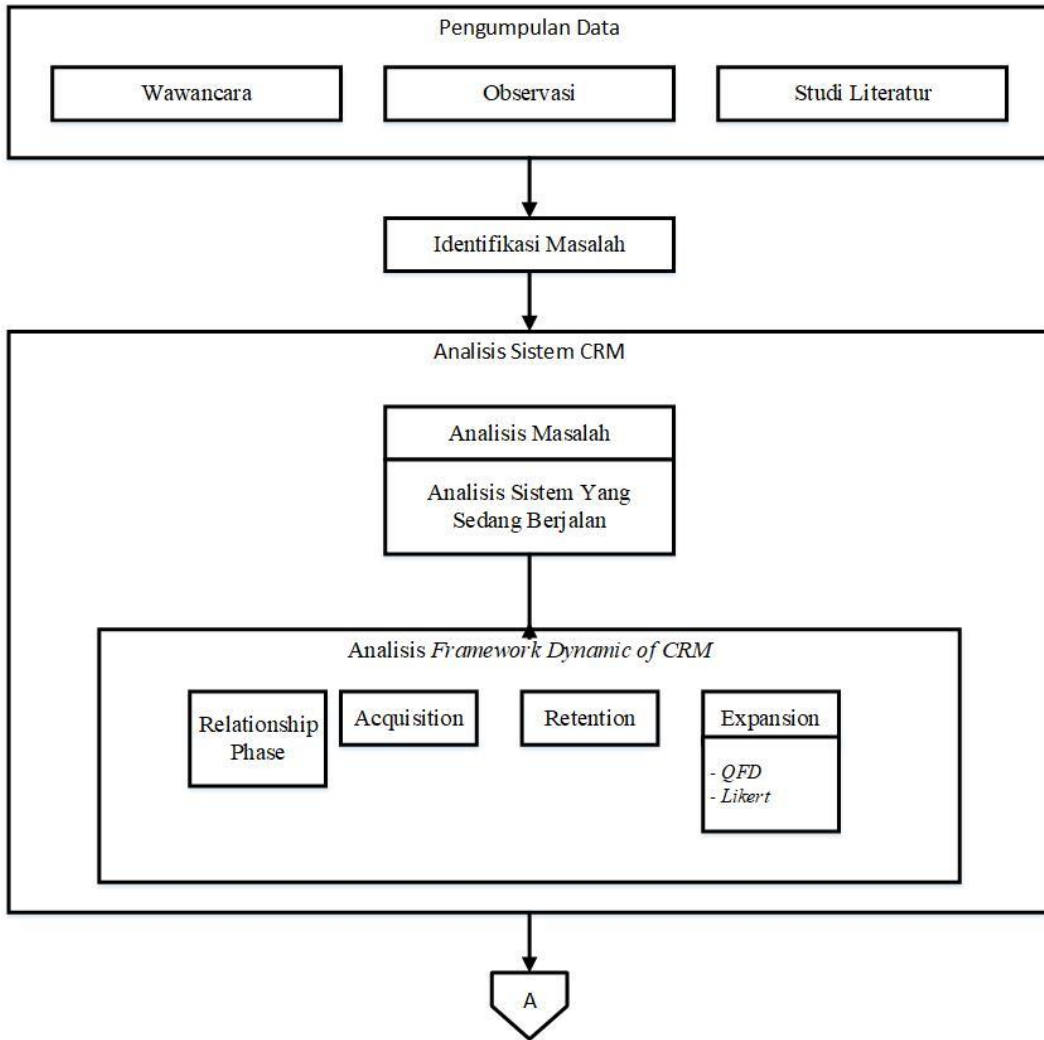 Pengumpulan Data
Wawancara
Observasi
Studi Literatur
Identifikasi Masalah
Analisis Sistem CRM
Analisis Masalah
Analisis Sistem Yang
Sedang Berjalan
Analisis Framework Dynamic of CRM
Relationship
Phase
Acquisition
Retention
Expansion
- QFD
- Likert
A